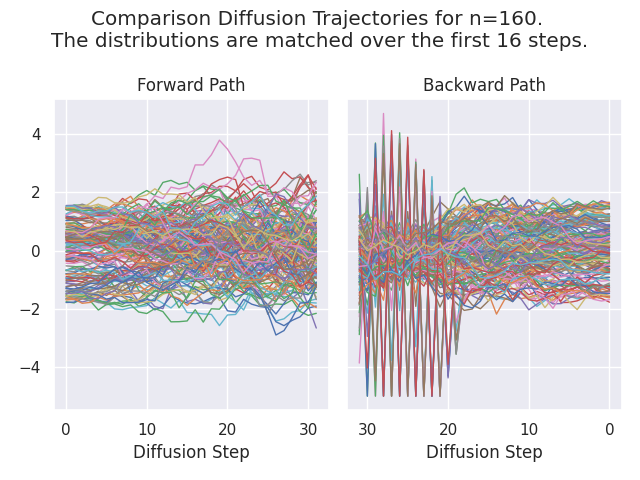 Comparison Diffusion Trajectories for n=160.
The distributions are matched over the first 16 steps.
Forward Path
Backward Path
4
2
0
−2
−4
0 10 20 30
30 20 10 0
Diffusion Step
Diffusion Step